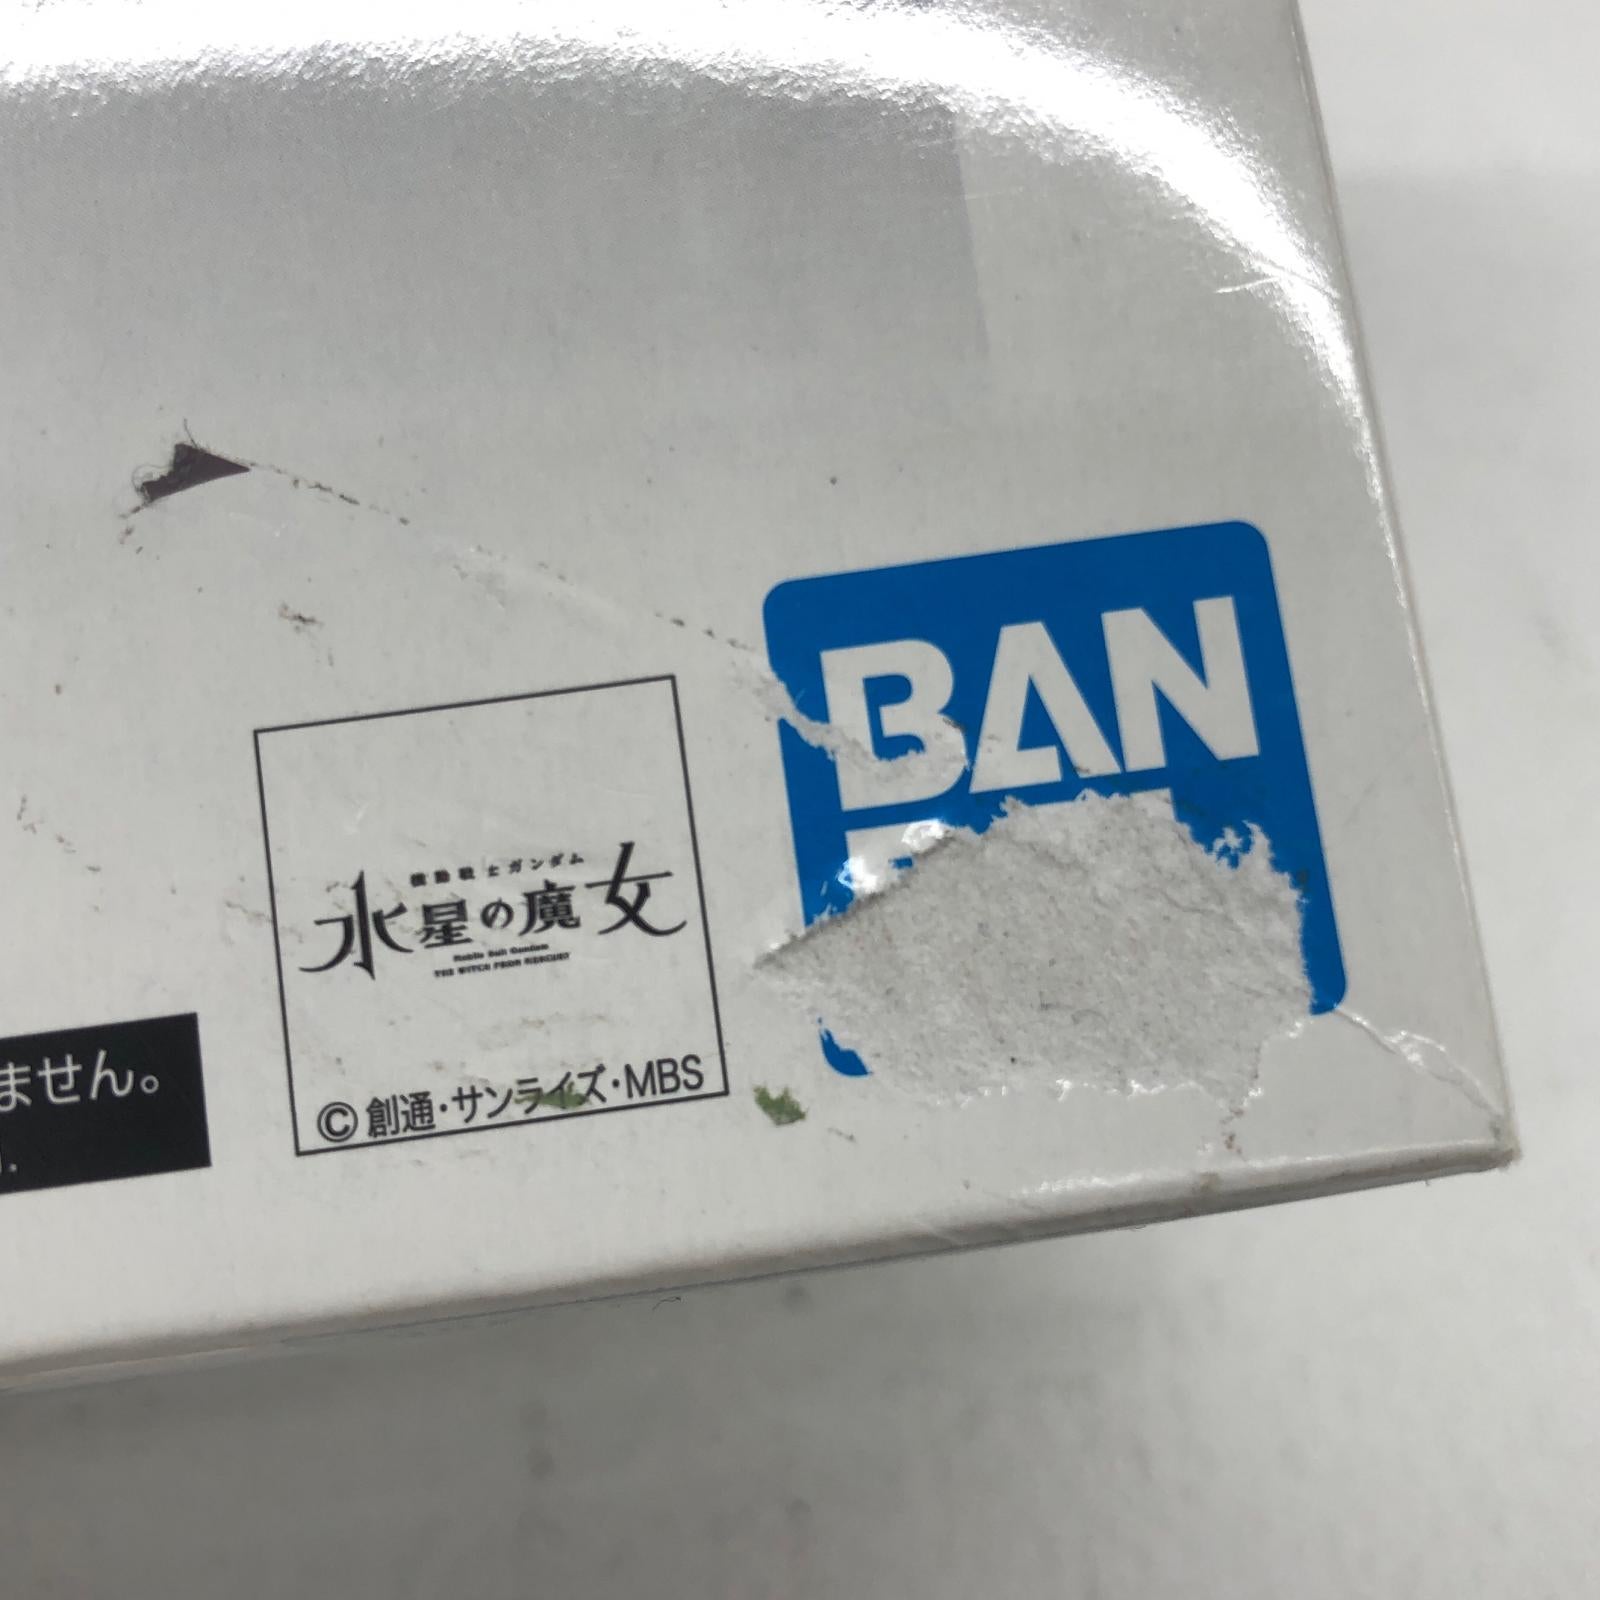 BAN
機動戦士ガンダム
水星の魔女
Mobile Suit Gundam
THE WITCH FROM MERCURY
ません。
© 創通・サンライズ・MBS